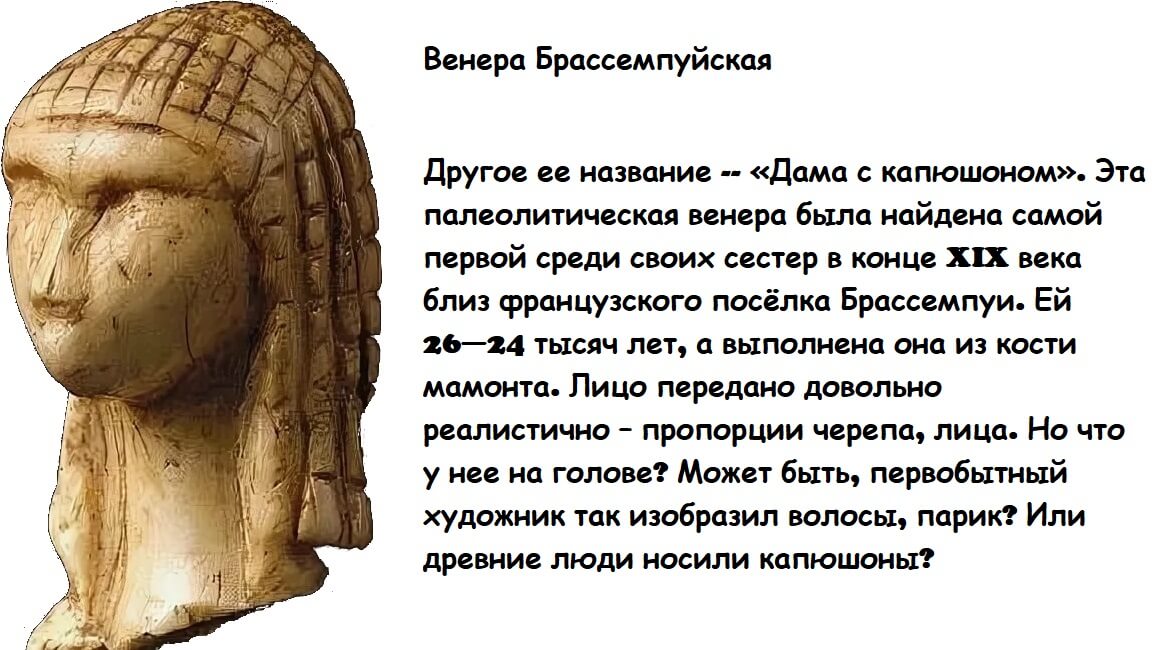 Венера Брассемпуйская
Другое ее название -- «Дама с капюшоном». Эта
палеолитическая венера была найдена самой
первой среди своих сестер в конце XIX века
близ французского посёлка Брассемпуи. Ей
26—24 тысяч лет, а выполнена она из кости
мамонта. Лицо передано довольно
реалистично – пропорции черепа, лица. Но что
у нее на голове? Может быть, первобытный
художник так изобразил волосы, парик? Или
древние люди носили капюшоны?